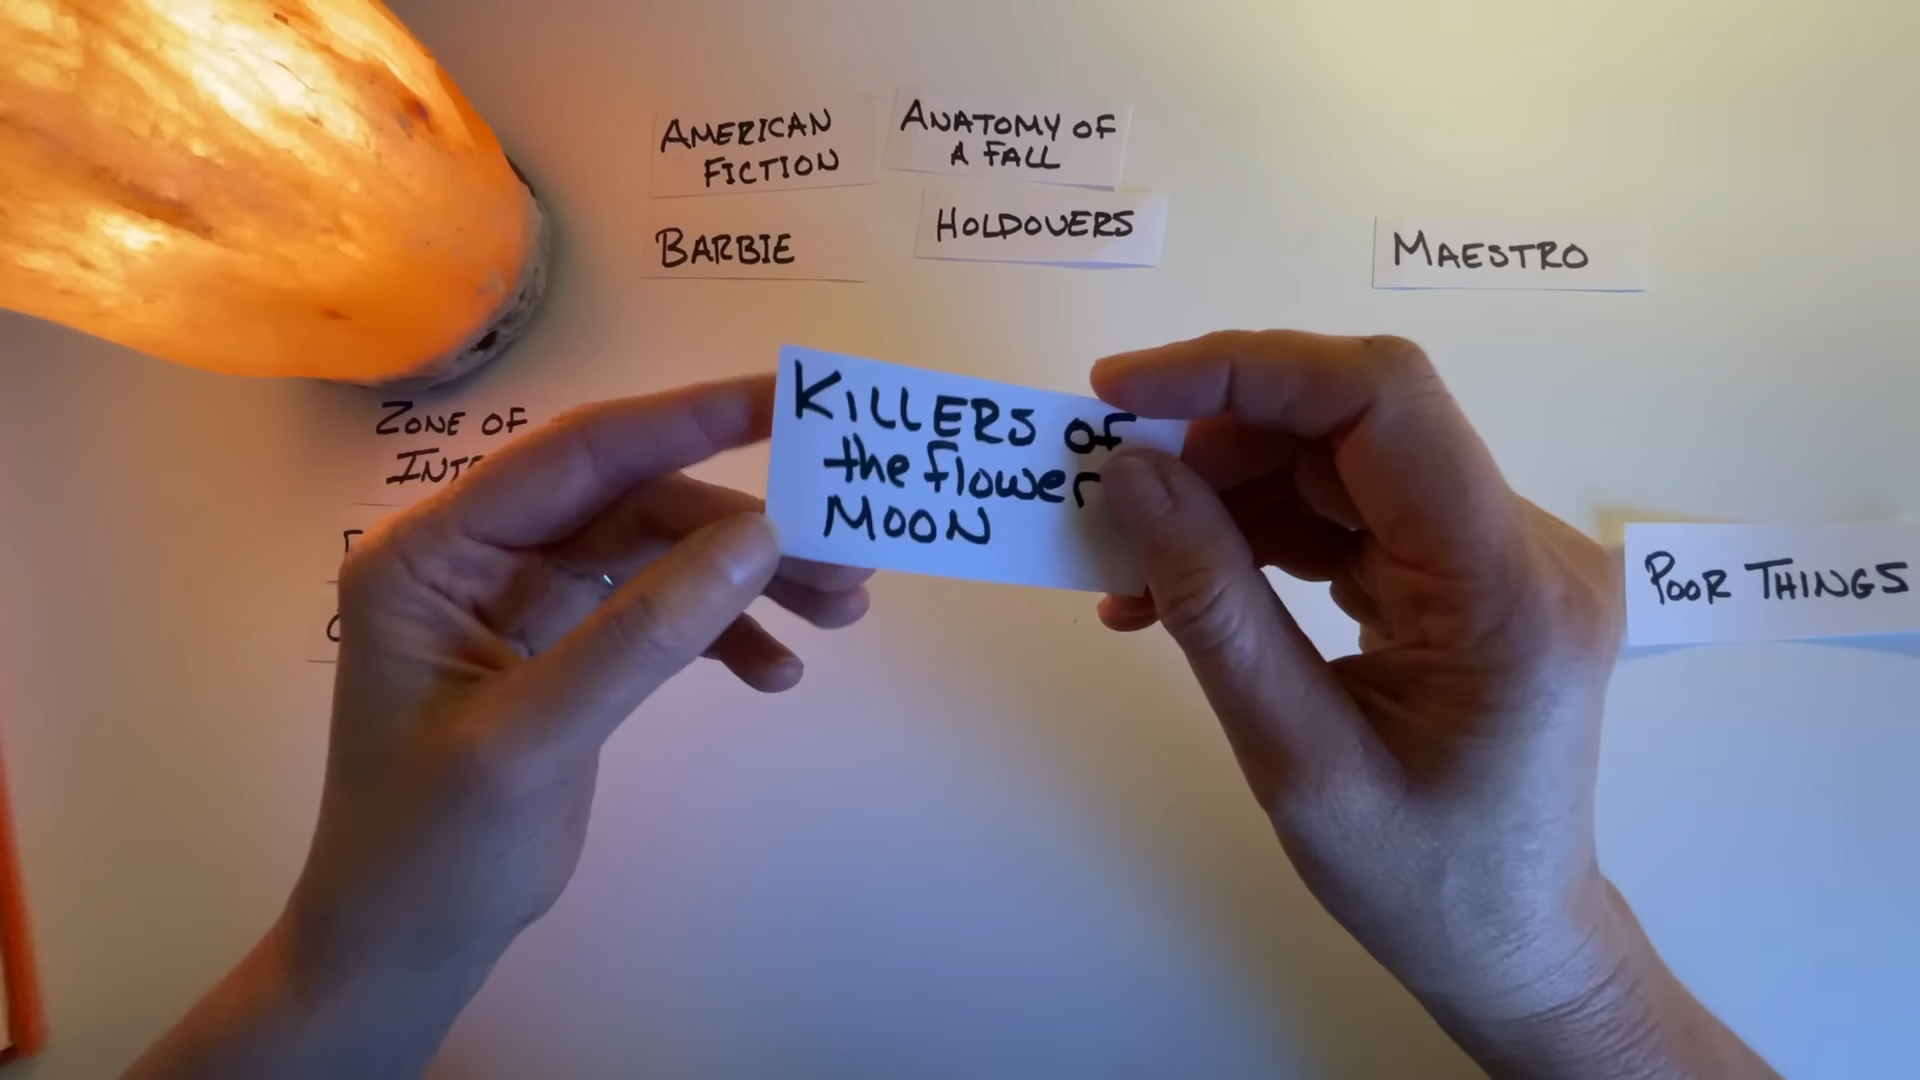 AMERICAN
FICTION
ANATOMY OF
A FALL
BARBIE
HOLDOVERS
MAESTRO
ZONE OF
KILLERS of
the flower
MOON
POOR THINGS